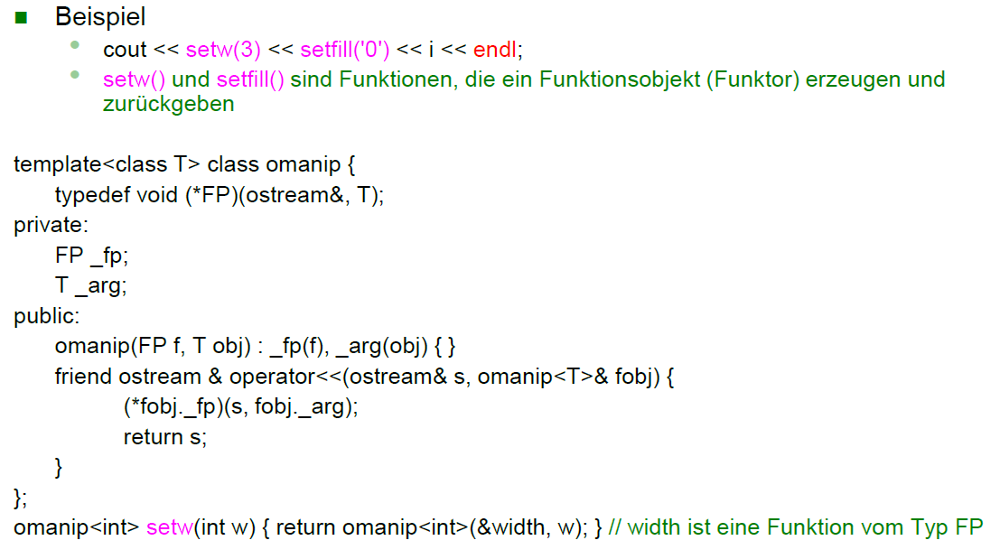 Beispiel
cout << setw(3) << setfill('0') << i << endl;
setw() und setfill() sind Funktionen, die ein Funktionsobjekt (Funktor) erzeugen und
zurückgeben
template<class T> class omanip {
typedef void (*FP)(ostream&, T);
private:
FP _fp;
T _arg;
public:
omanip(FP f, T obj) : _fp(f), _arg(obj) { }
friend ostream & operator<<(ostream& s, omanip<T>& fobj) {
(*fobj._fp)(s, fobj._arg);
return s;
}
};
omanip<int> setw(int w) { return omanip<int>(&width, w); } // width ist eine Funktion vom Typ FP